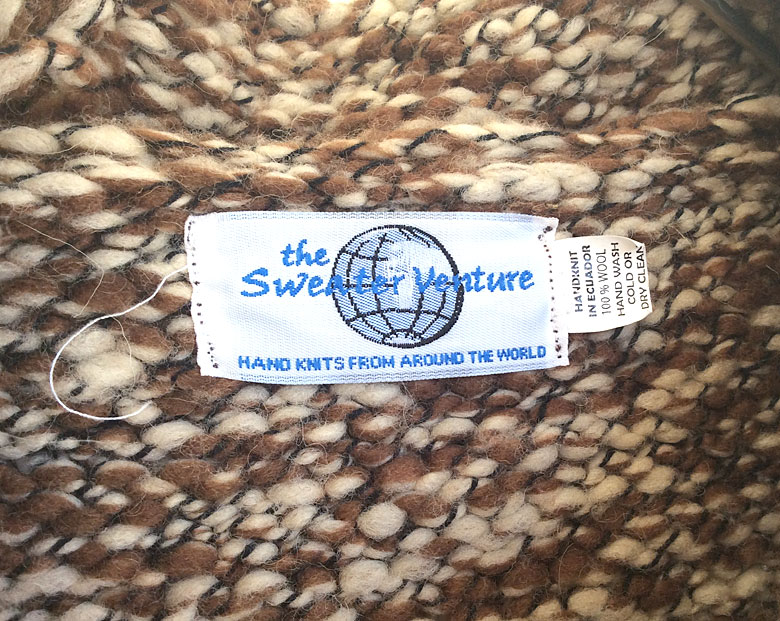 the
Sweater Venture
HAND KNITS FROM AROUND THE WORLD
HANDKNIT
IN ECUADOR
100% WOOL
HAND WASH
COLD OR
DRY CLEAN